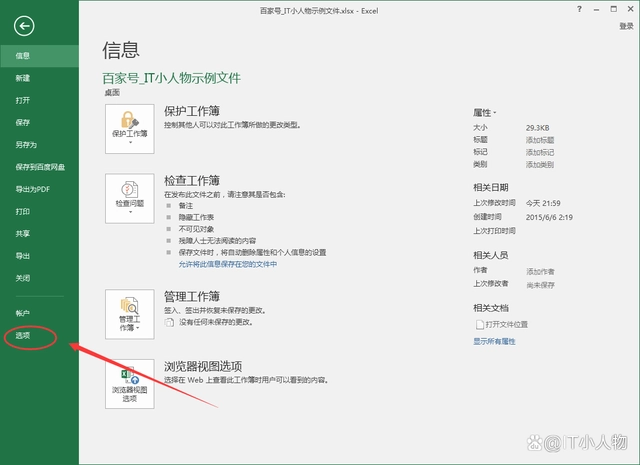 百家号_IT小人物示例文件.xlsx - Excel
登录
信息
新建
打开
保存
另存为
保存到百度网盘
导出为PDF
打印
共享
导出
关闭
帐户
选项
信息
百家号_IT小人物示例文件
桌面
保护工作簿
保护工作簿
控制其他人可以对此工作簿所做的更改类型。
检查问题
检查工作簿
在发布此文件之前，请注意其是否包含:
备注
隐藏工作表
不可见对象
残障人士无法阅读的内容
保存文件时，将自动删除属性和个人信息的设置
允许将此信息保存在您的文件中
管理工
作簿
管理工作簿
签入、签出并恢复未保存的更改。
没有任何未保存的更改。
浏览器视图
选项
浏览器视图选项
选择在 Web 上查看此工作簿时用户可以看到的内容。
属性
大小 29.3KB
标题 添加标题
标记 添加标记
类别 添加类别
相关日期
上次修改时间 今天 21:59
创建时间 2015/6/6 2:19
上次打印时间
相关人员
作者 添加作者
上次修改者 尚未保存
相关文档
打开文件位置
显示所有属性
@IT小人物